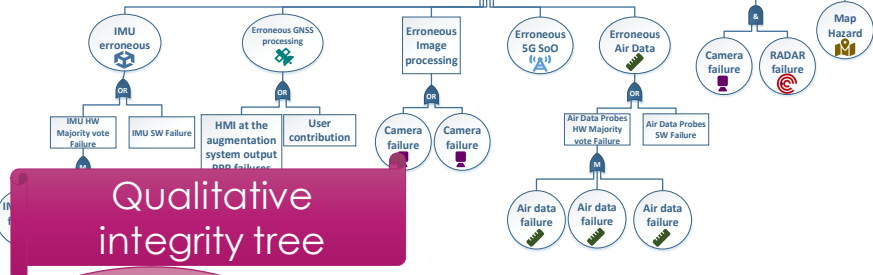 IMU
erroneous
Erroneous GNSS
processing
Erroneous
Image
processing
Erroneous
5G SoO
Erroneous
Air Data
&
Camera
failure
RADAR
failure
Map
Hazard
OR
OR
OR
OR
IMU HW
Majority vote
Failure
IMU SW Failure
HMI at the
augmentation
system output
PPP failures
User
contribution
Camera
failure
Camera
failure
Air Data Probes
HW Majority
vote Failure
Air Data Probes
SW Failure
M
M
Air data
failure
Air data
failure
Air data
failure
Qualitative
integrity tree